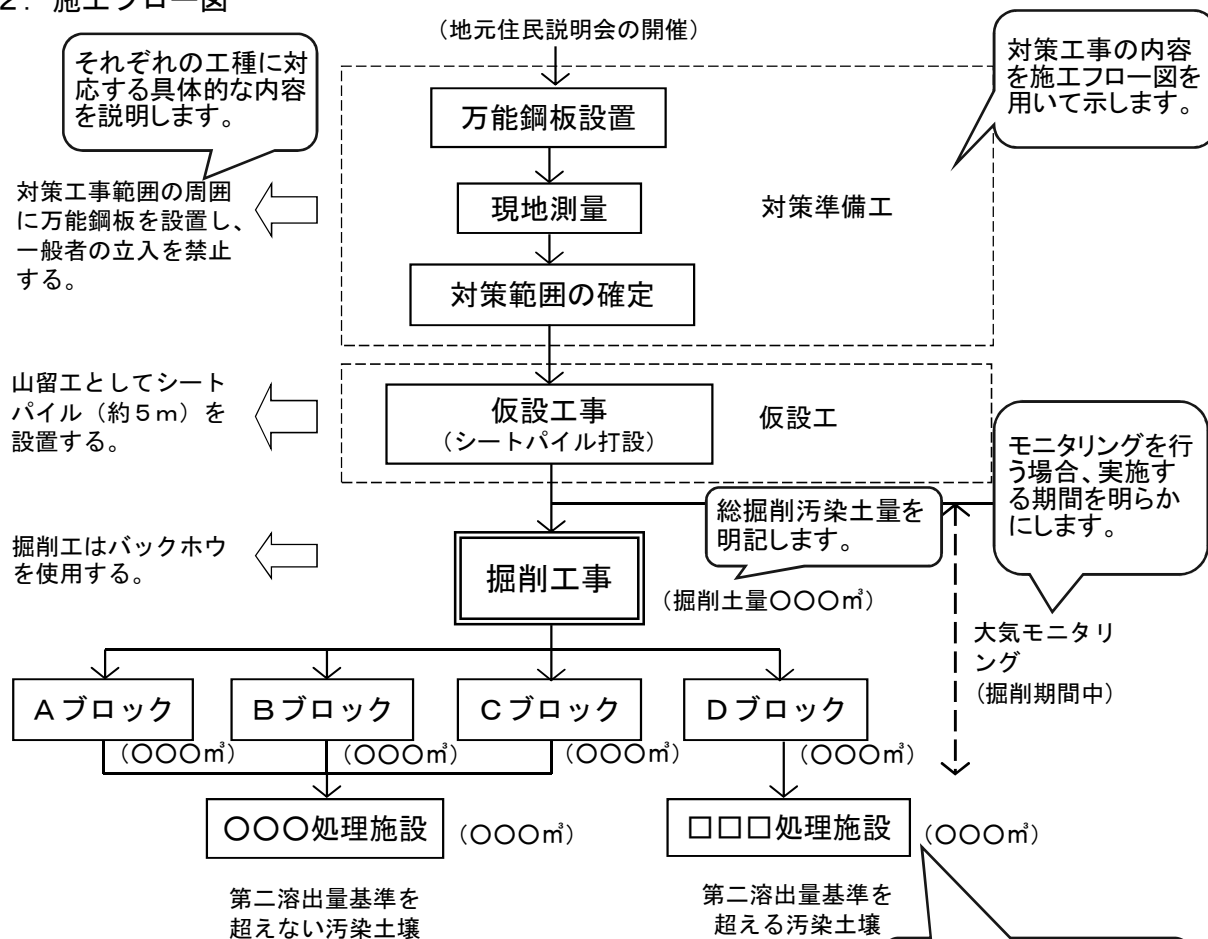 2．施工フロー図
（地元住民説明会の開催）
それぞれの工種に対
応する具体的な内容
を説明します。
対策工事の内容
を施工フロー図を
用いて示します。
万能鋼板設置
対策工事範囲の周囲
に万能鋼板を設置し、
一般者の立入を禁止
する。
現地測量
対策準備工
対策範囲の確定
山留工としてシート
パイル（約５ｍ）を
設置する。
仮設工事
（シートパイル打設）
仮設工
モニタリングを行
う場合、実施す
る期間を明らか
にします。
総掘削汚染土量を
明記します。
掘削工はバックホウ
を使用する。
掘削工事
（掘削土量〇〇〇㎥）
大気モニタリ
ング
（掘削期間中）
Ａブロック
Ｂブロック
Ｃブロック
Ｄブロック
（〇〇〇㎥）
（〇〇〇㎥）
（〇〇〇㎥）
（〇〇〇㎥）
〇〇〇処理施設
（〇〇〇㎥）
□□□処理施設
（〇〇〇㎥）
第二溶出量基準を
超えない汚染土壌
第二溶出量基準を
超える汚染土壌